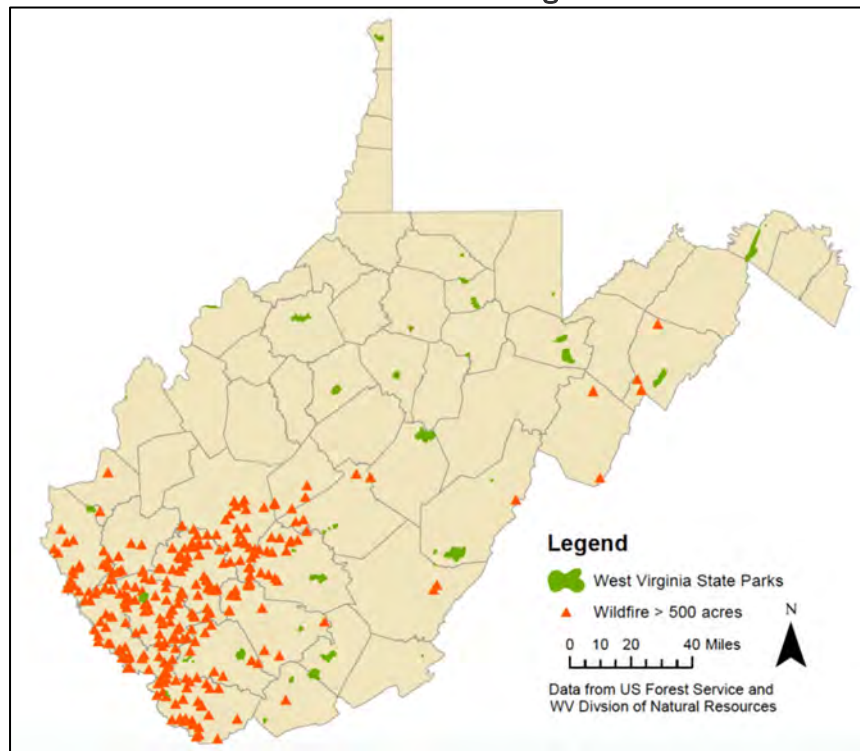 Legend
West Virginia State Parks
Wildfire > 500 acres
N
0 10 20 40 Miles
Data from US Forest Service and
WV Division of Natural Resources